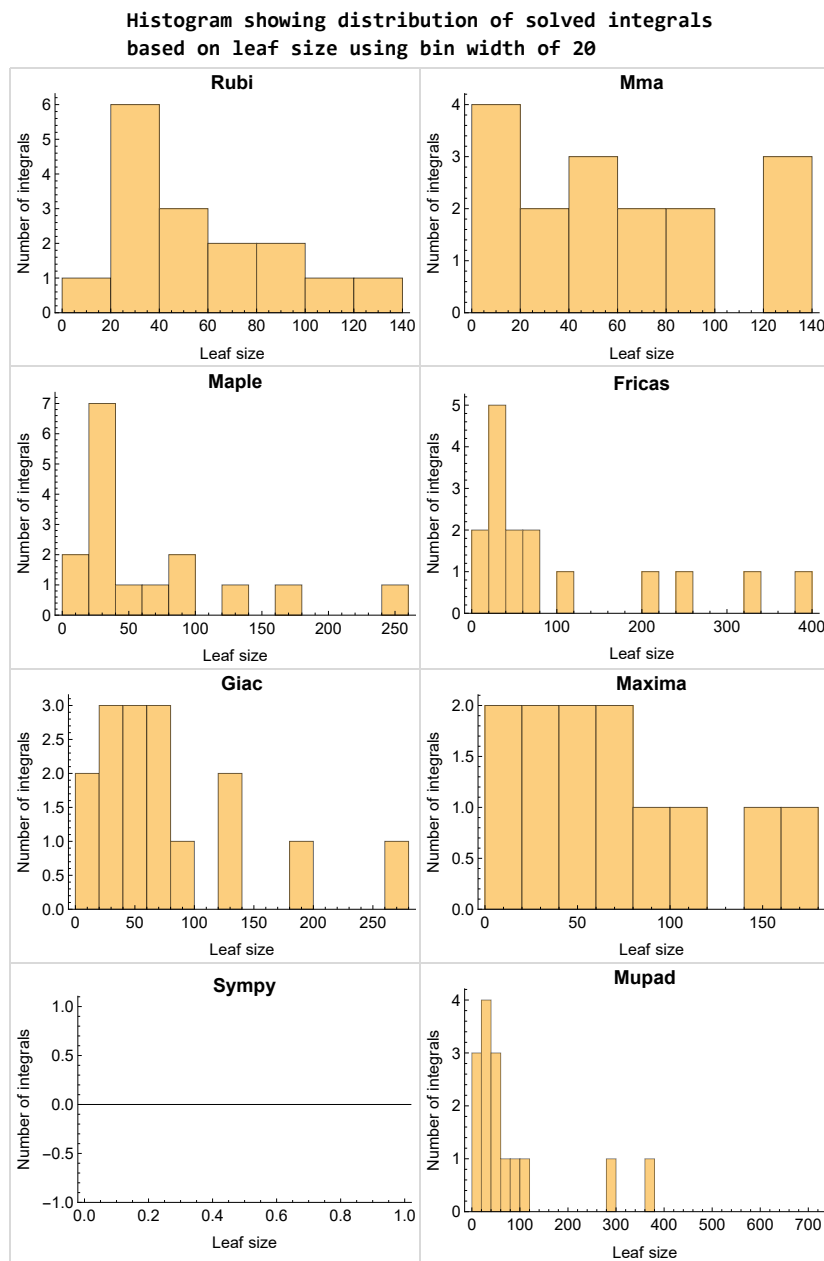 Histogram showing distribution of solved integrals
based on leaf size using bin width of 20
Rubi
Number of integrals
6
5
4
3
2
1
0
0 20 40 60 80 100 120 140
Leaf size
Mma
Number of integrals
4
3
2
1
0
0 20 40 60 80 100 120 140
Leaf size
Maple
Number of integrals
7
6
5
4
3
2
1
0
0 50 100 150 200 250
Leaf size
Fricas
Number of integrals
5
4
3
2
1
0
0 100 200 300 400
Leaf size
Giac
Number of integrals
3.0
2.5
2.0
1.5
1.0
0.5
0.0
0 50 100 150 200 250
Leaf size
Maxima
Number of integrals
2.0
1.5
1.0
0.5
0.0
0 50 100 150
Leaf size
Sympy
Number of integrals
1.0
0.5
0.0
−0.5
−1.0
0.0 0.2 0.4 0.6 0.8 1.0
Leaf size
Mupad
Number of integrals
4
3
2
1
0
0 100 200 300 400 500 600 700
Leaf size